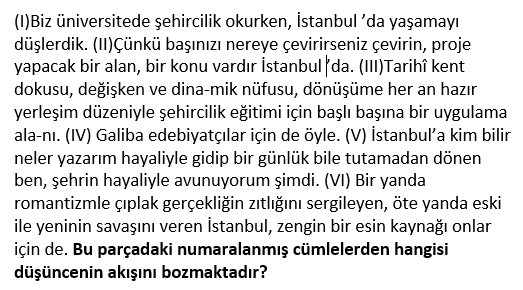 (I)Biz üniversitede şehircilik okurken, İstanbul ’da yaşamayı
düşlerdik. (II)Çünkü başınızı nereye çevirirseniz çevirin, proje
yapacak bir alan, bir konu vardır İstanbul ’da. (III)Tarihî kent
dokusu, değişken ve dina-mik nüfusu, dönüşüme her an hazır
yerleşim düzeniyle şehircilik eğitimi için başlı başına bir uygulama
ala-nı. (IV) Galiba edebiyatçılar için de öyle. (V) İstanbul’a kim bilir
neler yazarım hayaliyle gidip bir günlük bile tutamadan dönen
ben, şehrin hayaliyle avunuyorum şimdi. (VI) Bir yanda
romantizmle çıplak gerçekliğin zıtlığını sergileyen, öte yanda eski
ile yeninin savaşını veren İstanbul, zengin bir esin kaynağı onlar
için de. Bu parçadaki numaralanmış cümlelerden hangisi
düşüncenin akışını bozmaktadır?